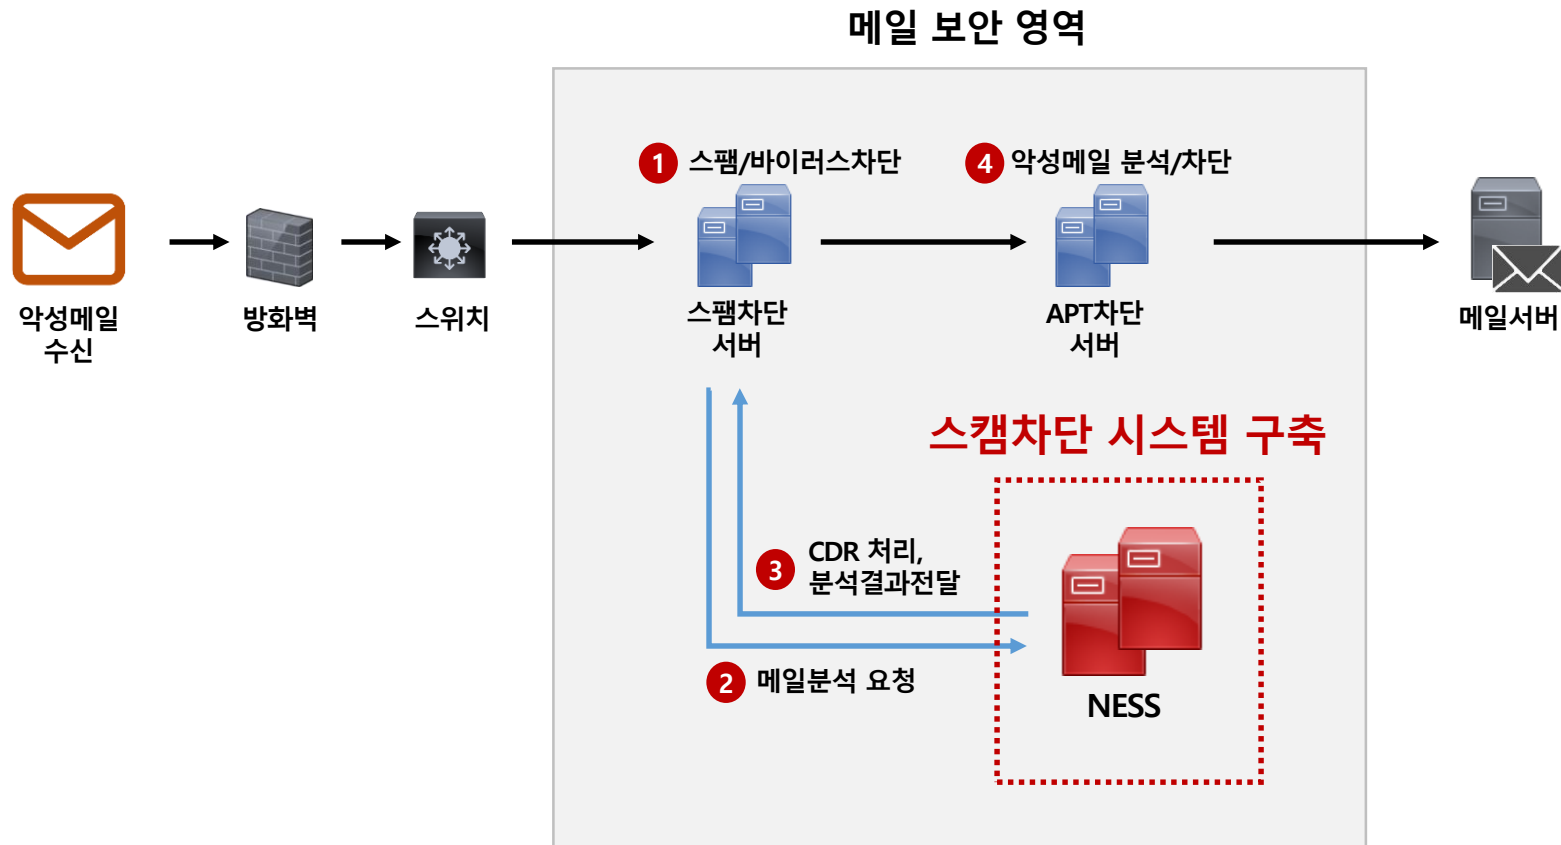 메일 보안 영역
1 스팸/바이러스차단
4 악성메일 분석/차단
악성메일
수신
방화벽
스위치
스팸차단
서버
APT차단
서버
메일서버
스캠차단 시스템 구축
3 CDR 처리,
분석결과전달
2 메일분석 요청
NESS